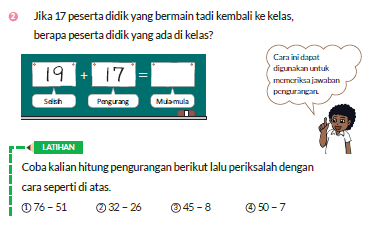 2 Jika 17 peserta didik yang bermain tadi kembali ke kelas,
berapa peserta didik yang ada di kelas?
19 + 17 =
Selisih Pengurang Mula-mula
Cara ini dapat
digunakan untuk
memeriksa jawaban
pengurangan.
LATIHAN
Coba kalian hitung pengurangan berikut lalu periksalah dengan
cara seperti di atas.
① 76 – 51 ② 32 – 26 ③ 45 – 8 ④ 50 – 7